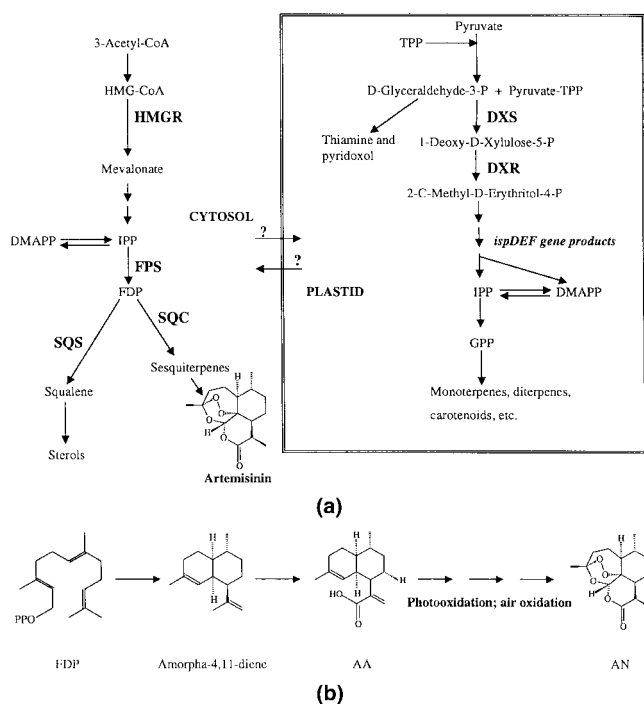 3-Acetyl-CoA
HMG-CoA
HMGR
Mevalonate
DMAPP
IPP
FPS
FDP
SQS
SQC
Squalene
Sesquiterpenes
Sterols
H
O
O
O
H
O
O
Artemisinin
CYTOSOL
?
?
PLASTID
Pyruvate
TPP
D-Glyceraldehyde-3-P + Pyruvate-TPP
DXS
Thiamine and
pyridoxol
1-Deoxy-D-Xylulose-5-P
DXR
2-C-Methyl-D-Erythritol-4-P
ispDEF gene products
IPP
DMAPP
GPP
Monoterpenes, diterpenes,
carotenoids, etc.
(a)
PPO
H
H
H
H
H
HO
O
Photooxidation; air oxidation
H
O
O
O
H
O
O
FDP
Amorpha-4,11-diene
AA
AN
(b)